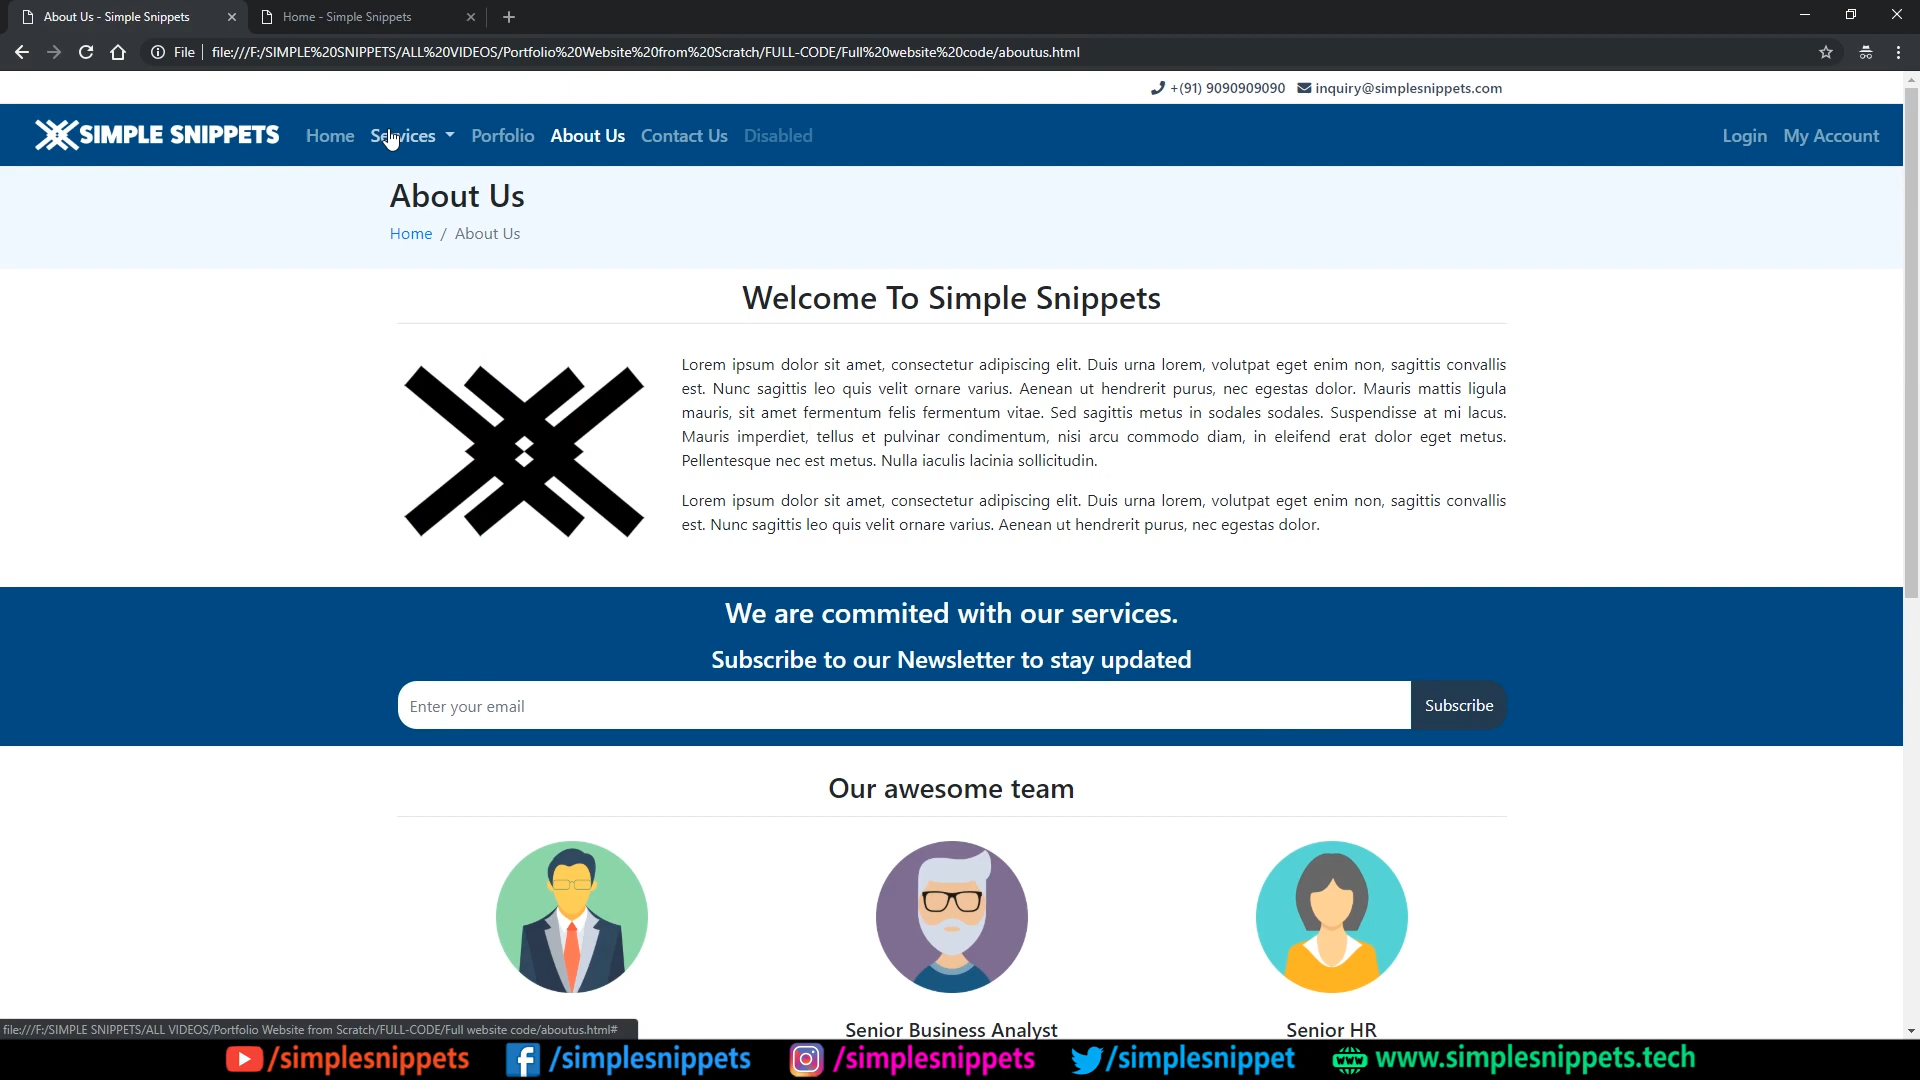 About Us - Simple Snippets
Home - Simple Snippets
File
file:///F:/SIMPLE%20SNIPPETS/ALL%20VIDEOS/Portfolio%20Website%20from%20Scratch/FULL-CODE/Full%20website%20code/aboutus.html
+(91) 9090909090 inquiry@simplesnippets.com
SIMPLE SNIPPETS Home Services Porfolio About Us Contact Us Disabled Login My Account
About Us
Home / About Us
Welcome To Simple Snippets
Lorem ipsum dolor sit amet, consectetur adipiscing elit. Duis urna lorem, volutpat eget enim non, sagittis convallis
est. Nunc sagittis leo quis velit ornare varius. Aenean ut hendrerit purus, nec egestas dolor. Mauris mattis ligula
mauris, sit amet fermentum felis fermentum vitae. Sed sagittis metus in sodales sodales. Suspendisse at mi lacus.
Mauris imperdiet, tellus et pulvinar condimentum, nisi arcu commodo diam, in eleifend erat dolor eget metus.
Pellentesque nec est metus. Nulla iaculis lacinia sollicitudin.
Lorem ipsum dolor sit amet, consectetur adipiscing elit. Duis urna lorem, volutpat eget enim non, sagittis convallis
est. Nunc sagittis leo quis velit ornare varius. Aenean ut hendrerit purus, nec egestas dolor.
We are commited with our services.
Subscribe to our Newsletter to stay updated
Enter your email
Subscribe
Our awesome team
Senior Business Analyst
Senior HR
file:///F:/SIMPLE SNIPPETS/ALL VIDEOS/Portfolio Website from Scratch/FULL-CODE/Full website code/aboutus.html#
/simplesnippets /simplesnippets /simplesnippets /simplesnippet www www.simplesnippets.tech